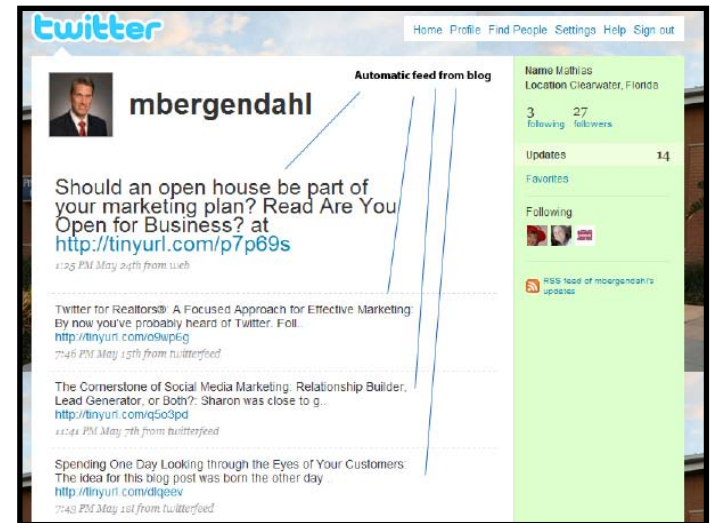 twitter
Home Profile Find People Settings Help Sign out
Automatic feed from blog
mbergendahl
Should an open house be part of
your marketing plan? Read Are You
Open for Business? at
http://tinyurl.com/p7p69s
1:25 PM May 24th from web
Twitter for Realtors®: A Focused Approach for Effective Marketing:
By now you've probably heard of Twitter. Foll..
http://tinyurl.com/o9wp6g
7:46 PM May 15th from twitterfeed
The Cornerstone of Social Media Marketing: Relationship Builder,
Lead Generator, or Both?: Sharon was close to g..
http://tinyurl.com/q5o3pd
11:41 PM May 7th from twitterfeed
Spending One Day Looking through the Eyes of Your Customers:
The idea for this blog post was born the other day ..
http://tinyurl.com/dlqeev
7:43 PM May 1st from twitterfeed
Name Mathias
Location Clearwater, Florida
3 27
following followers
Updates 14
Favorites
Following
RSS feed of mbergendahl's
updates